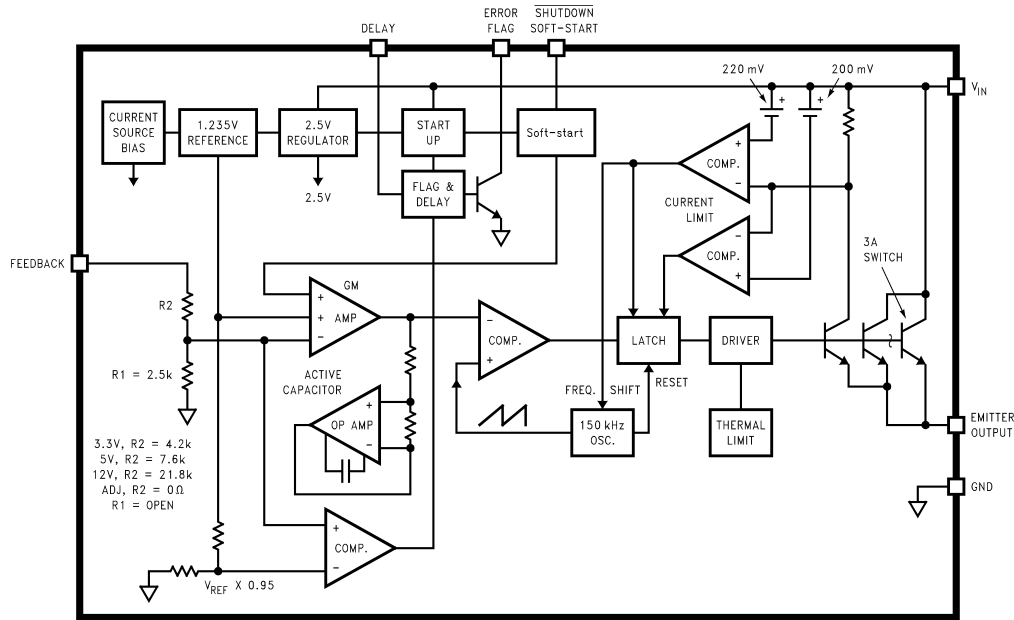 DELAY
ERROR
FLAG
SHUTDOWN
SOFT-START
220 mV
200 mV
VIN
CURRENT
SOURCE
BIAS
1.235V
REFERENCE
2.5V
REGULATOR
START
UP
Soft-start
+
+
+
COMP.
−
2.5V
FLAG &
DELAY
CURRENT
LIMIT
−
COMP.
+
FEEDBACK
3A
SWITCH
GM
+
+
AMP
−
R2
−
COMP.
+
LATCH
DRIVER
R1 = 2.5k
ACTIVE
CAPACITOR
FREQ. SHIFT
RESET
+
OP AMP
−
150 kHz
OSC.
THERMAL
LIMIT
EMITTER
OUTPUT
3.3V, R2 = 4.2k
5V, R2 = 7.6k
12V, R2 = 21.8k
ADJ, R2 = 0Ω
R1 = OPEN
GND
+
COMP.
−
VREF X 0.95